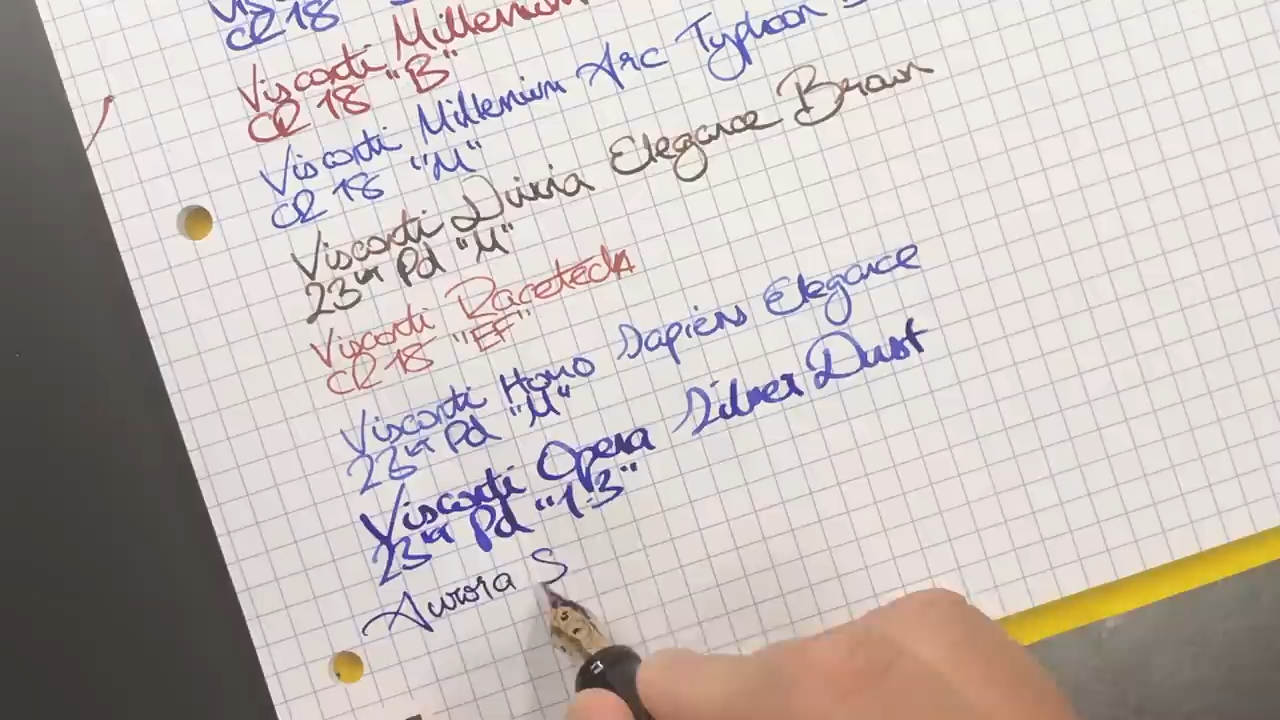 CR 18
Visconti Millenium
CR 18 "B"
Visconti Millenium Arc Typhoon
CR 18 "M"
Visconti Divina Elegance Brown
23kt Pd "M"
Visconti Racetech
CR 18 "EF"
Visconti Homo Sapiens Elegance
23kt Pd "M"
Visconti Opera Silver Dust
23kt Pd "1.3"
Aurora S